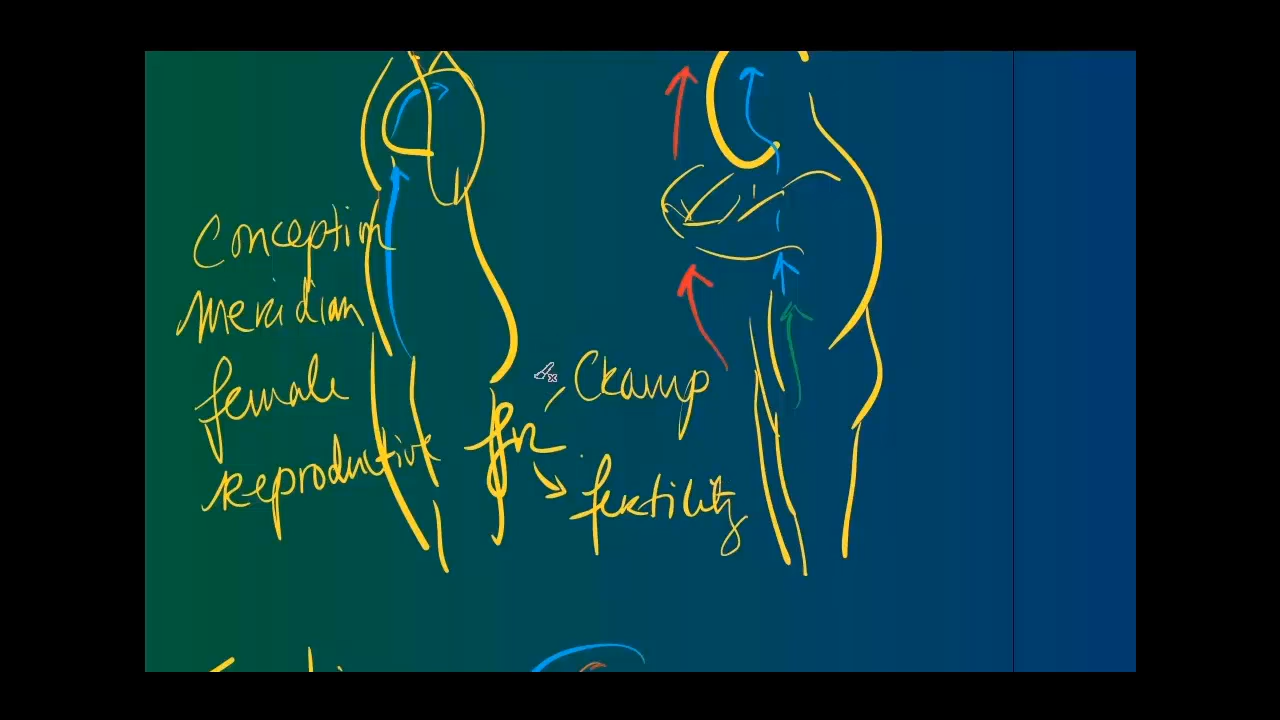 Conception
meridian
female
reproductive fn
Cramp
fertility